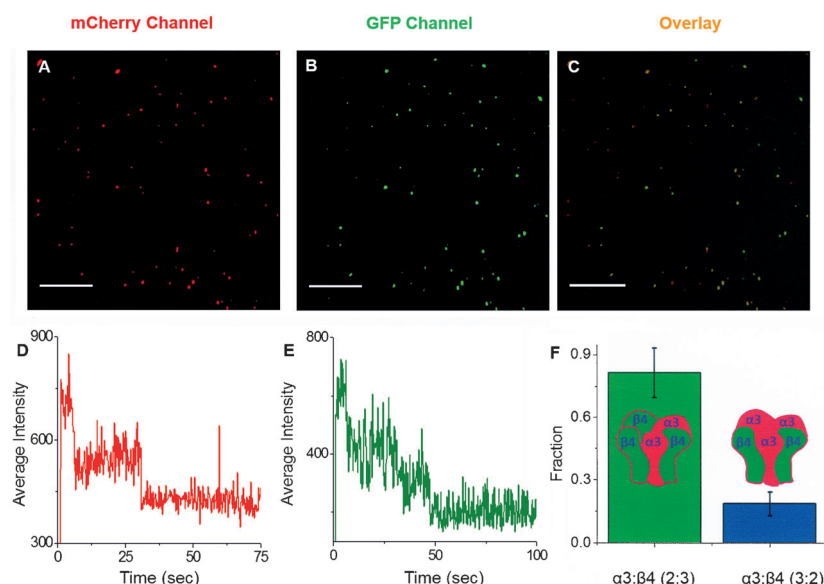 mCherry Channel
GFP Channel
Overlay
A
B
C
D
900
600
300
Average Intensity
0
25
50
75
Time (sec)
E
800
400
Average Intensity
0
50
100
Time (sec)
F
0.9
0.6
0.3
0.0
Fraction
β4
α3
β4
α3
β4
α3
α3
β4
α3
β4
α3:β4 (2:3)
α3:β4 (3:2)